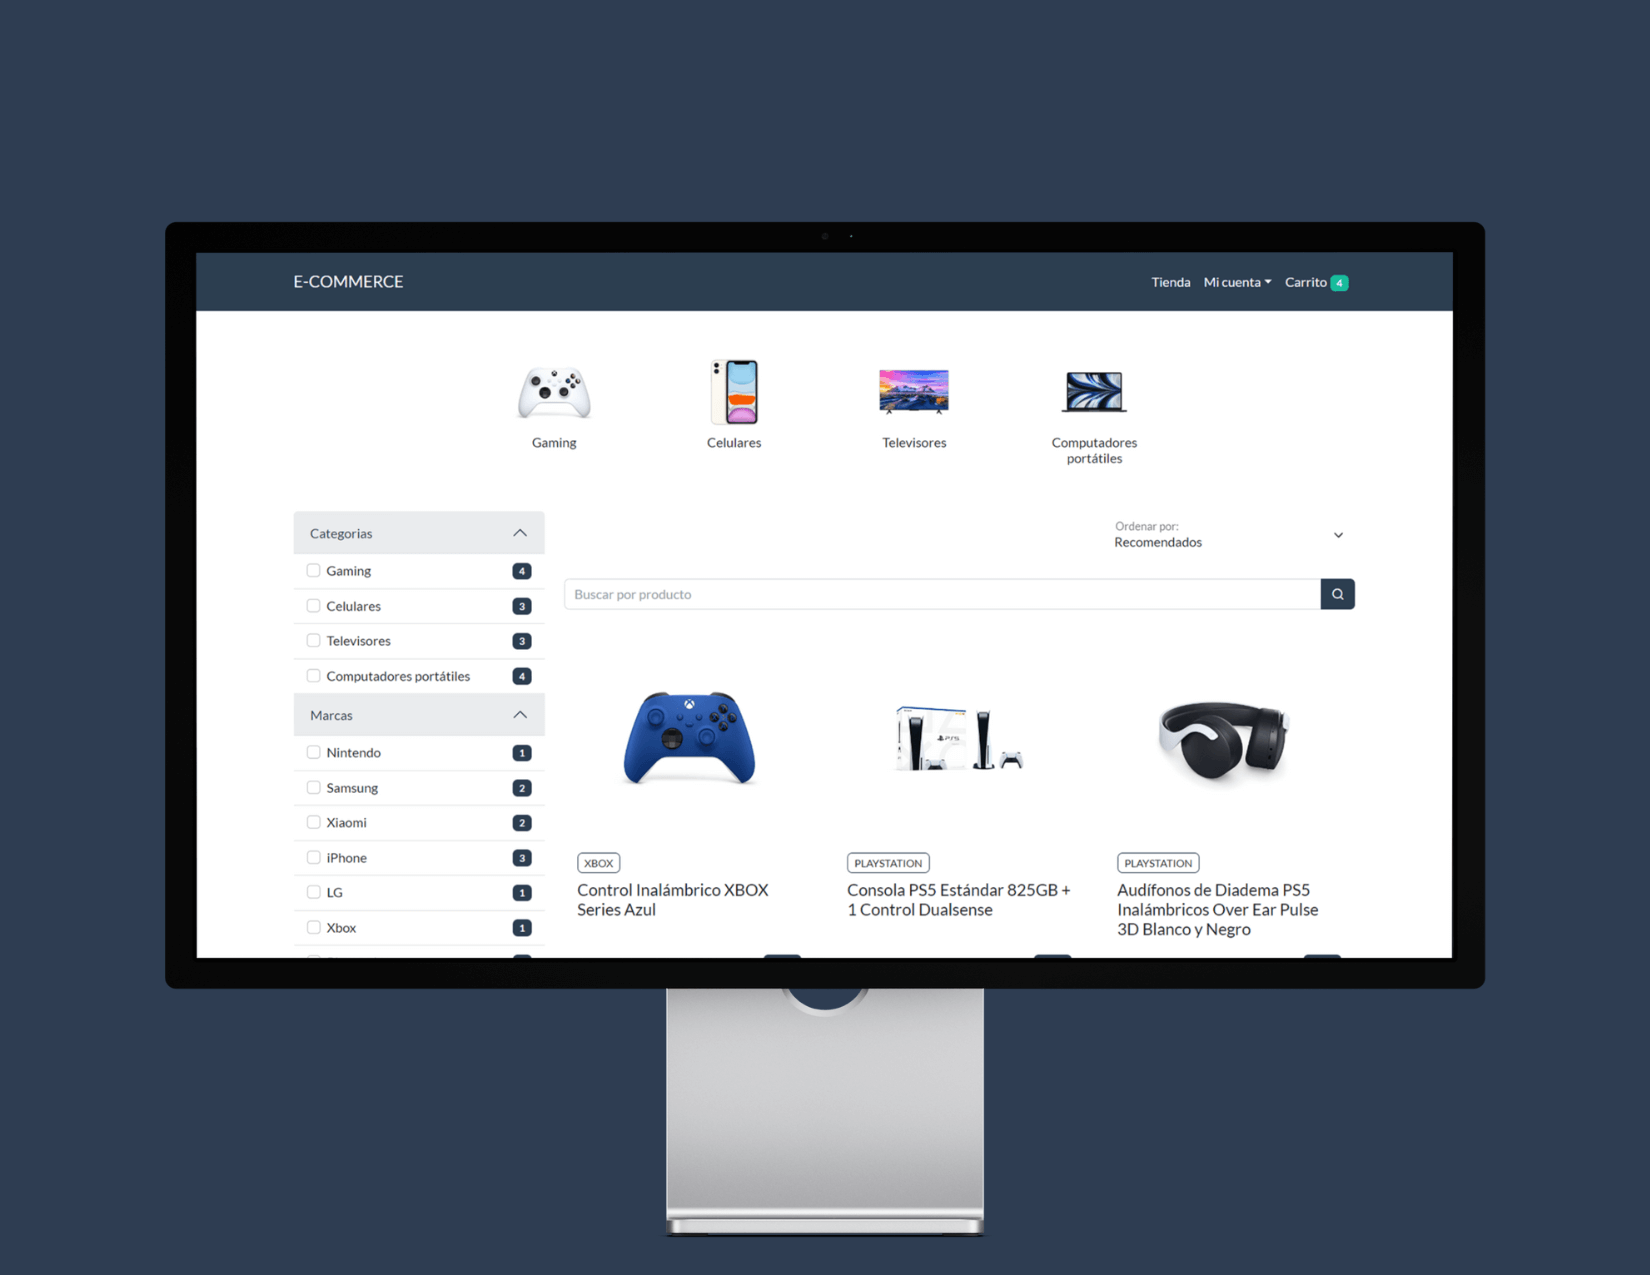 E-COMMERCE
Tienda Mi cuenta Carrito 4
Gaming
Celulares
Televisores
Computadores
portátiles
Categorias
Gaming 4
Celulares 3
Televisores 3
Computadores portátiles 4
Marcas
Nintendo 1
Samsung 2
Xiaomi 2
iPhone 3
LG 1
Xbox 1
Ordenar por:
Recomendados
Buscar por producto
PS5
XBOX
Control Inalámbrico XBOX
Series Azul
PLAYSTATION
Consola PS5 Estándar 825GB +
1 Control Dualsense
PLAYSTATION
Audífonos de Diadema PS5
Inalámbricos Over Ear Pulse
3D Blanco y Negro